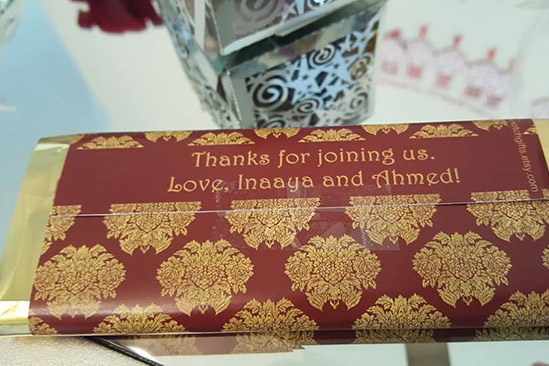 Thanks for joining us.
Love, Inaaya and Ahmed!